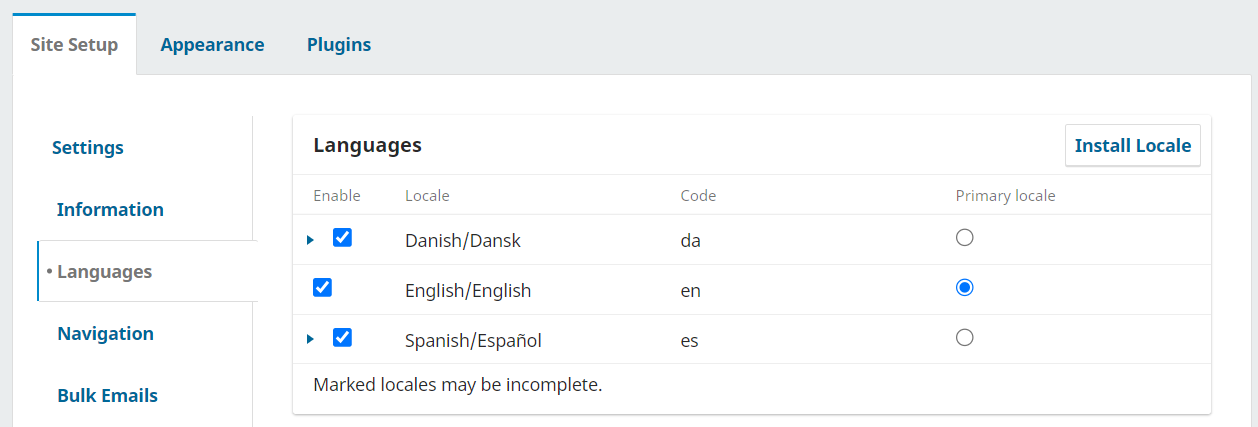 Site Setup Appearance Plugins
Settings
Information
• Languages
Navigation
Bulk Emails
Languages Install Locale
Enable Locale Code Primary locale
Danish/Dansk da
English/English en
Spanish/Español es
Marked locales may be incomplete.